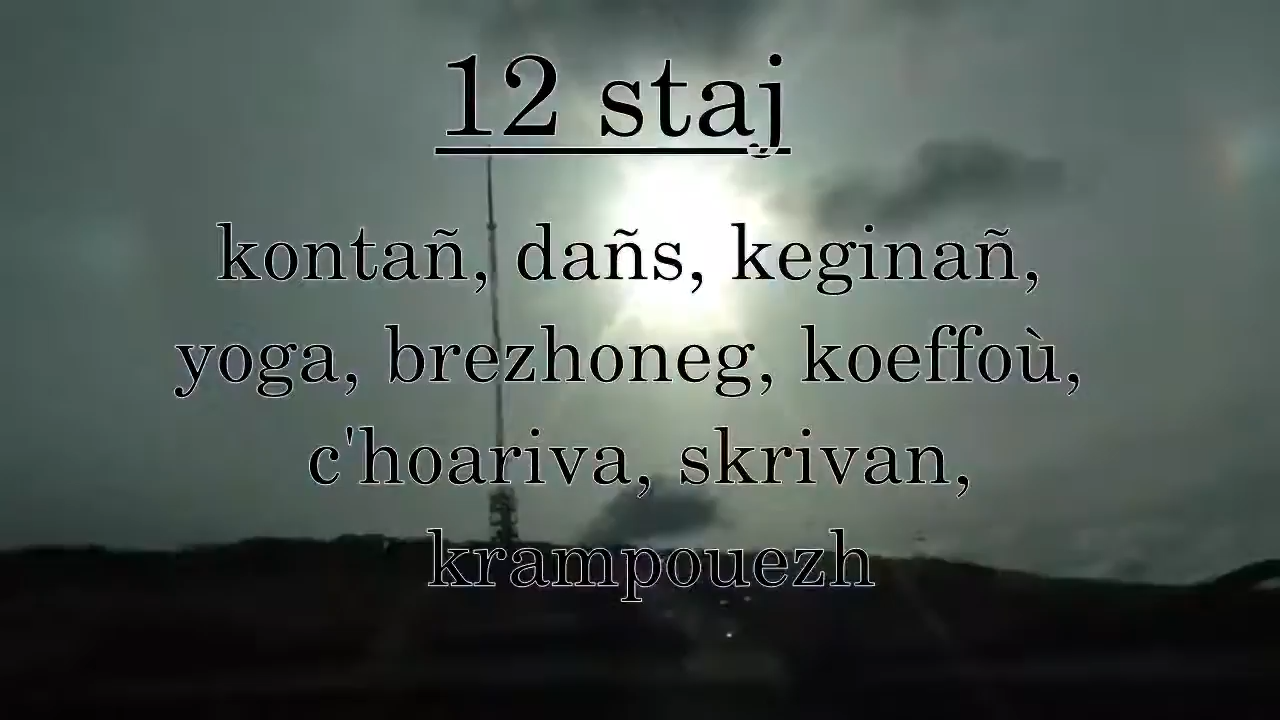 12 staj
kontañ, dañs, keginañ,
yoga, brezhoneg, koeffoù,
c'hoariva, skrivan,
krampouezh